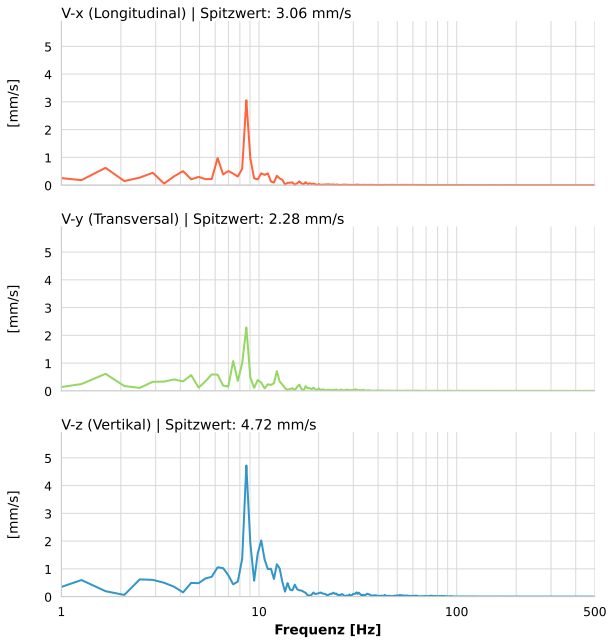 V-x (Longitudinal) | Spitzwert: 3.06 mm/s
5
4
[mm/s]
3
2
1
0
V-y (Transversal) | Spitzwert: 2.28 mm/s
5
4
[mm/s]
3
2
1
0
V-z (Vertikal) | Spitzwert: 4.72 mm/s
5
4
[mm/s]
3
2
1
0
1 10 100 500
Frequenz [Hz]